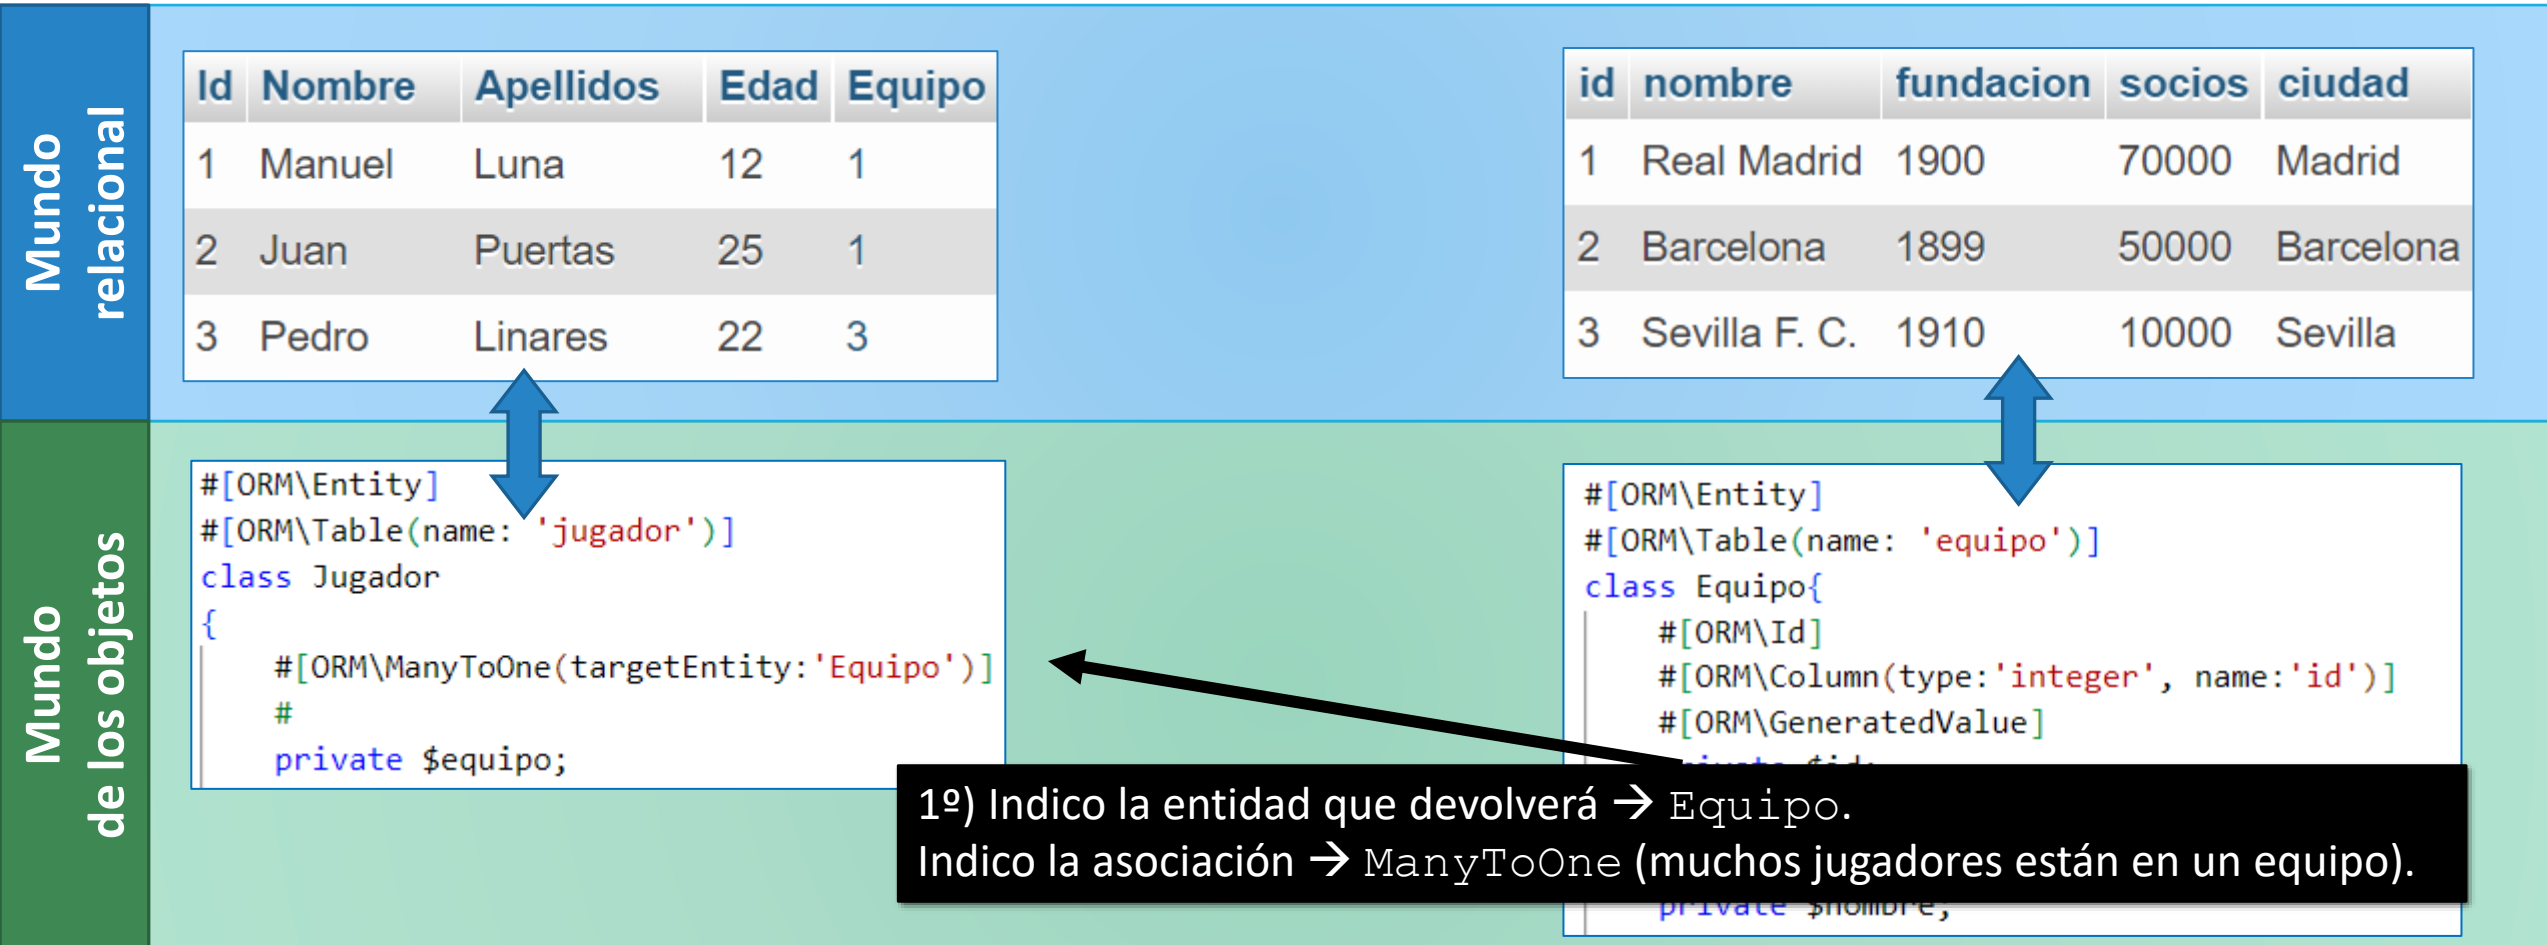 Mundo
relacional
Id Nombre Apellidos Edad Equipo
1 Manuel Luna 12 1
2 Juan Puertas 25 1
3 Pedro Linares 22 3
id nombre fundacion socios ciudad
1 Real Madrid 1900 70000 Madrid
2 Barcelona 1899 50000 Barcelona
3 Sevilla F. C. 1910 10000 Sevilla
Mundo
de los objetos
#[ORM\Entity]
#[ORM\Table(name: 'jugador')]
class Jugador
{
#[ORM\ManyToOne(targetEntity:'Equipo')]
#
private $equipo;
#[ORM\Entity]
#[ORM\Table(name: 'equipo')]
class Equipo{
#[ORM\Id]
#[ORM\Column(type:'integer', name:'id')]
#[ORM\GeneratedValue]
private $id;
1º) Indico la entidad que devolverá → Equipo.
Indico la asociación → ManyToOne (muchos jugadores están en un equipo).
private $nombre;